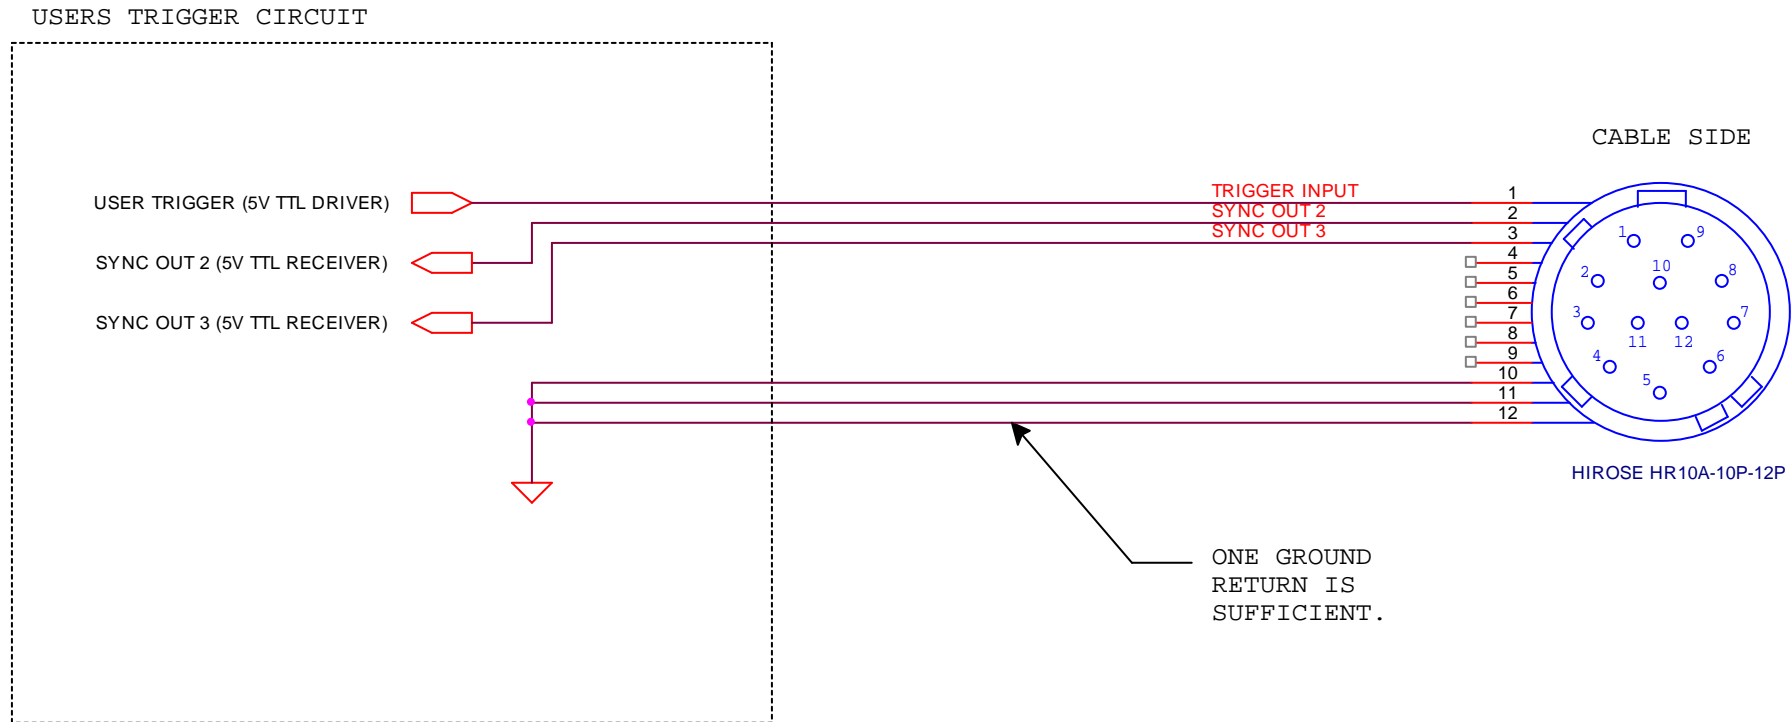 USERS TRIGGER CIRCUIT
CABLE SIDE
USER TRIGGER (5V TTL DRIVER)
TRIGGER INPUT
1
SYNC OUT 2
2
SYNC OUT 3
3
SYNC OUT 2 (5V TTL RECEIVER)
4
5
6
SYNC OUT 3 (5V TTL RECEIVER)
7
8
9
10
11
12
1
9
2
10
8
3
11
12
7
4
6
5
HIROSE HR10A-10P-12P
ONE GROUND
RETURN IS
SUFFICIENT.